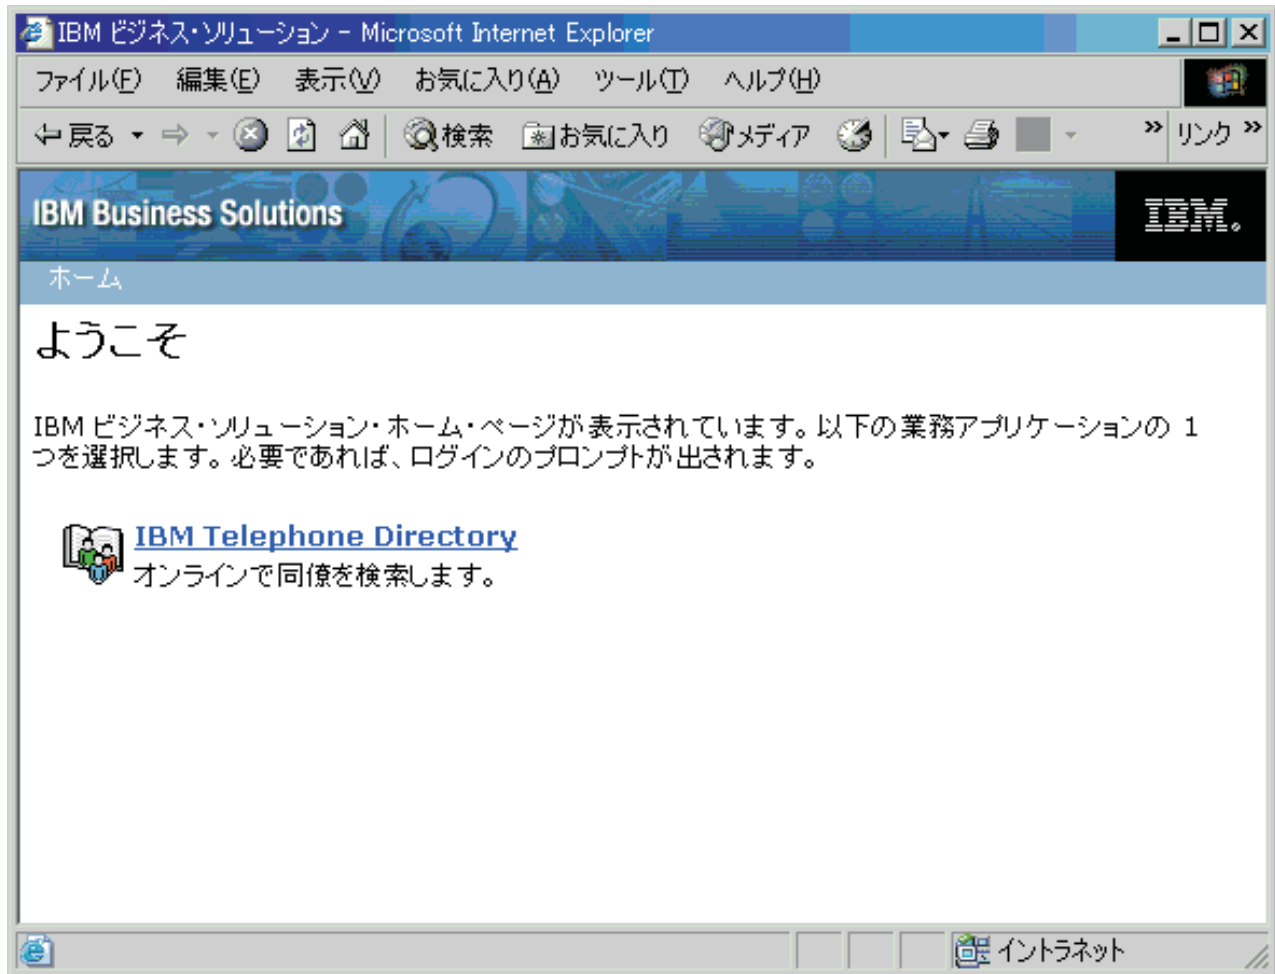 IBM ビジネス・ソリューション - Microsoft Internet Explorer
ファイル(F) 編集(E) 表示(V) お気に入り(A) ツール(T) ヘルプ(H)
戻る 検索 お気に入り メディア » リンク »
IBM Business Solutions IBM.
ホーム
ようこそ
IBM ビジネス・ソリューション・ホーム・ページが表示されています。以下の業務アプリケーションの 1
つを選択します。必要であれば、ログインのプロンプトが出されます。
IBM Telephone Directory
オンラインで同僚を検索します。
イントラネット